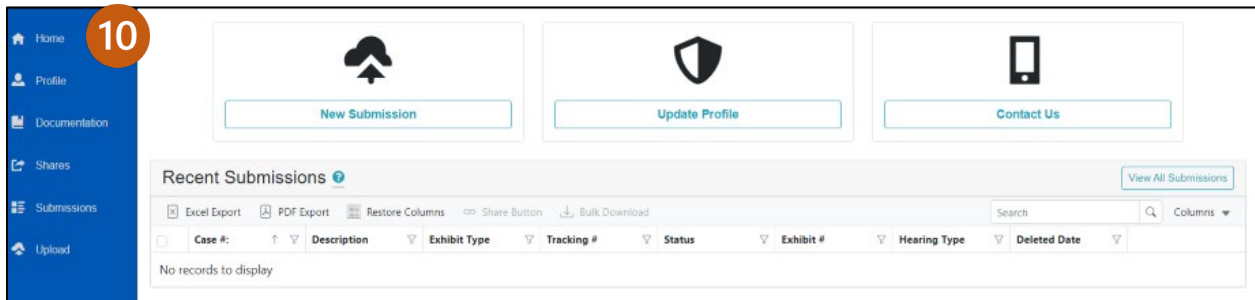 Home
10
Profile
Documentation
Shares
Submissions
Upload
New Submission
Update Profile
Contact Us
Recent Submissions ?
View All Submissions
Excel Export PDF Export Restore Columns Share Button Bulk Download Search Columns
Case #: Description Exhibit Type Tracking # Status Exhibit # Hearing Type Deleted Date
No records to display